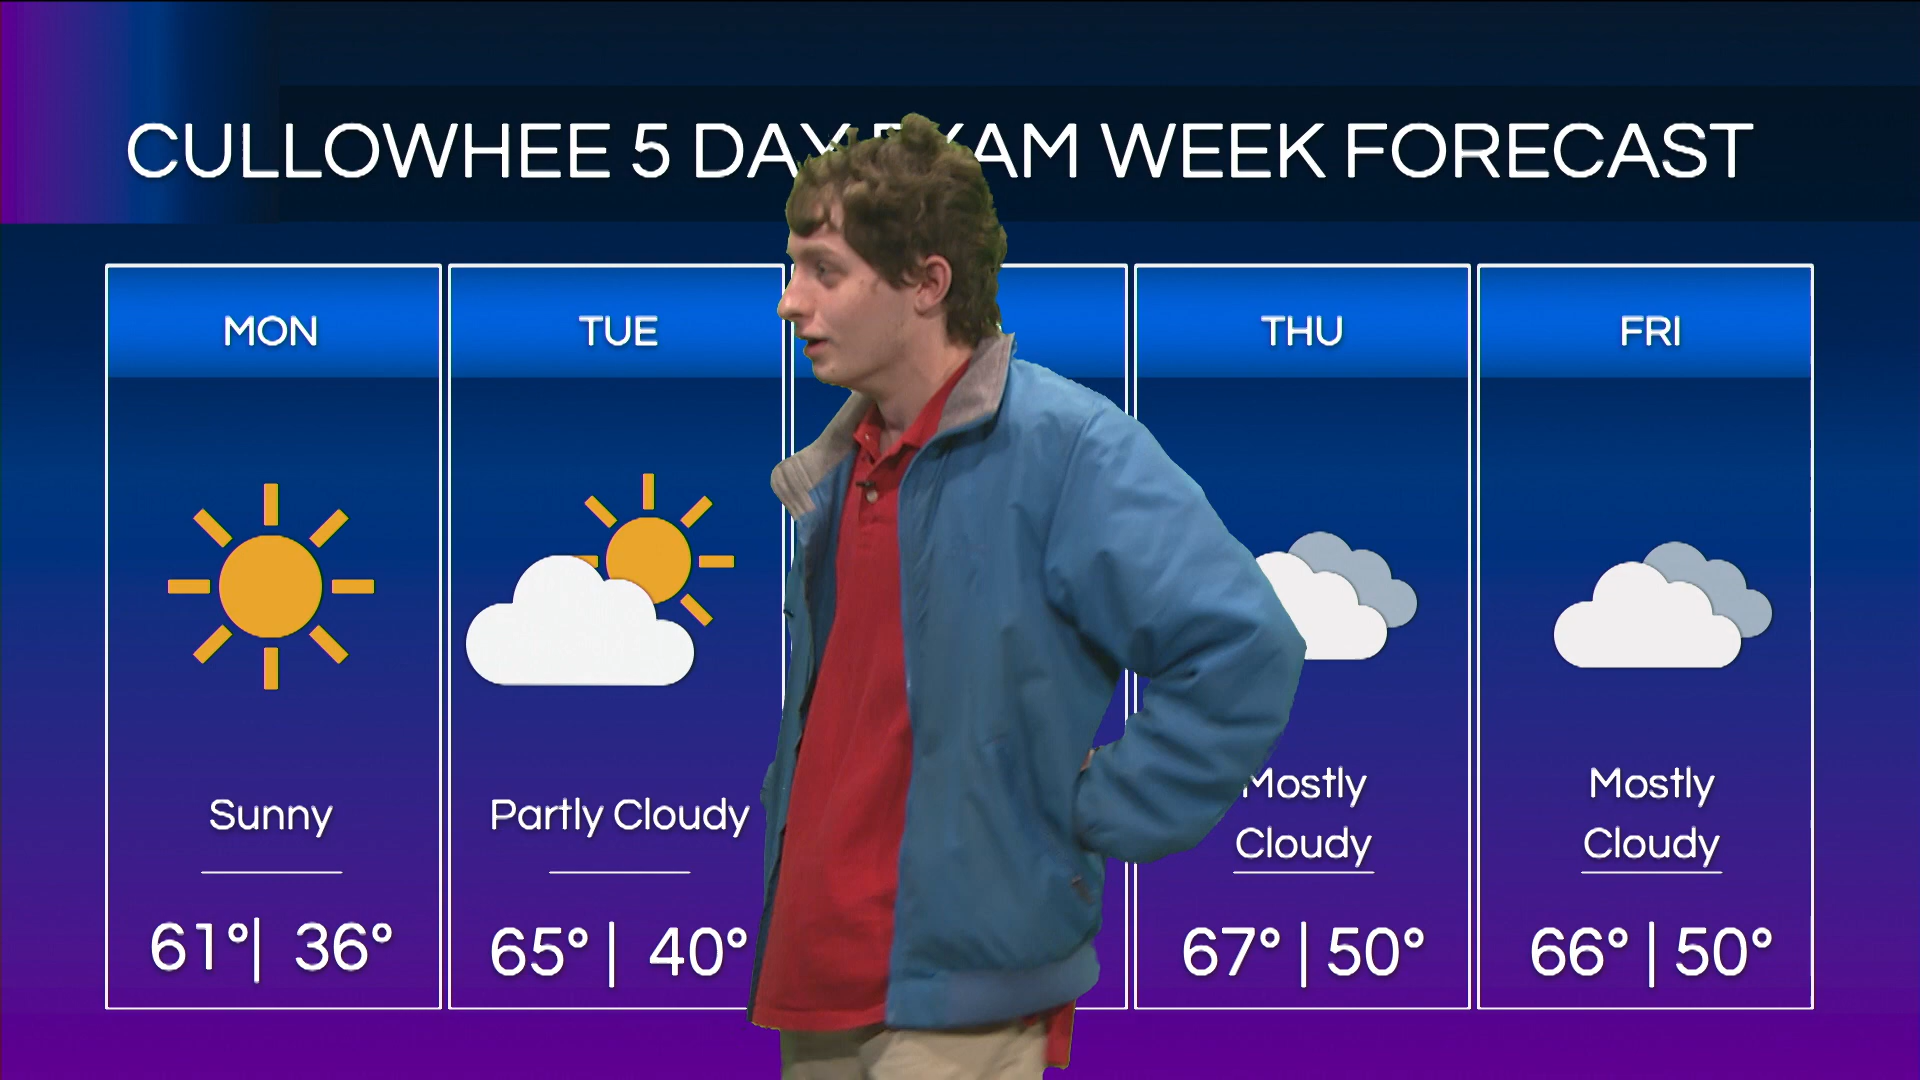 CULLOWHEE 5 DAY EXAM WEEK FORECAST
MON
TUE
THU
FRI
Sunny
Partly Cloudy
Mostly
Cloudy
Mostly
Cloudy
61°| 36°
65° | 40°
67° | 50°
66° | 50°